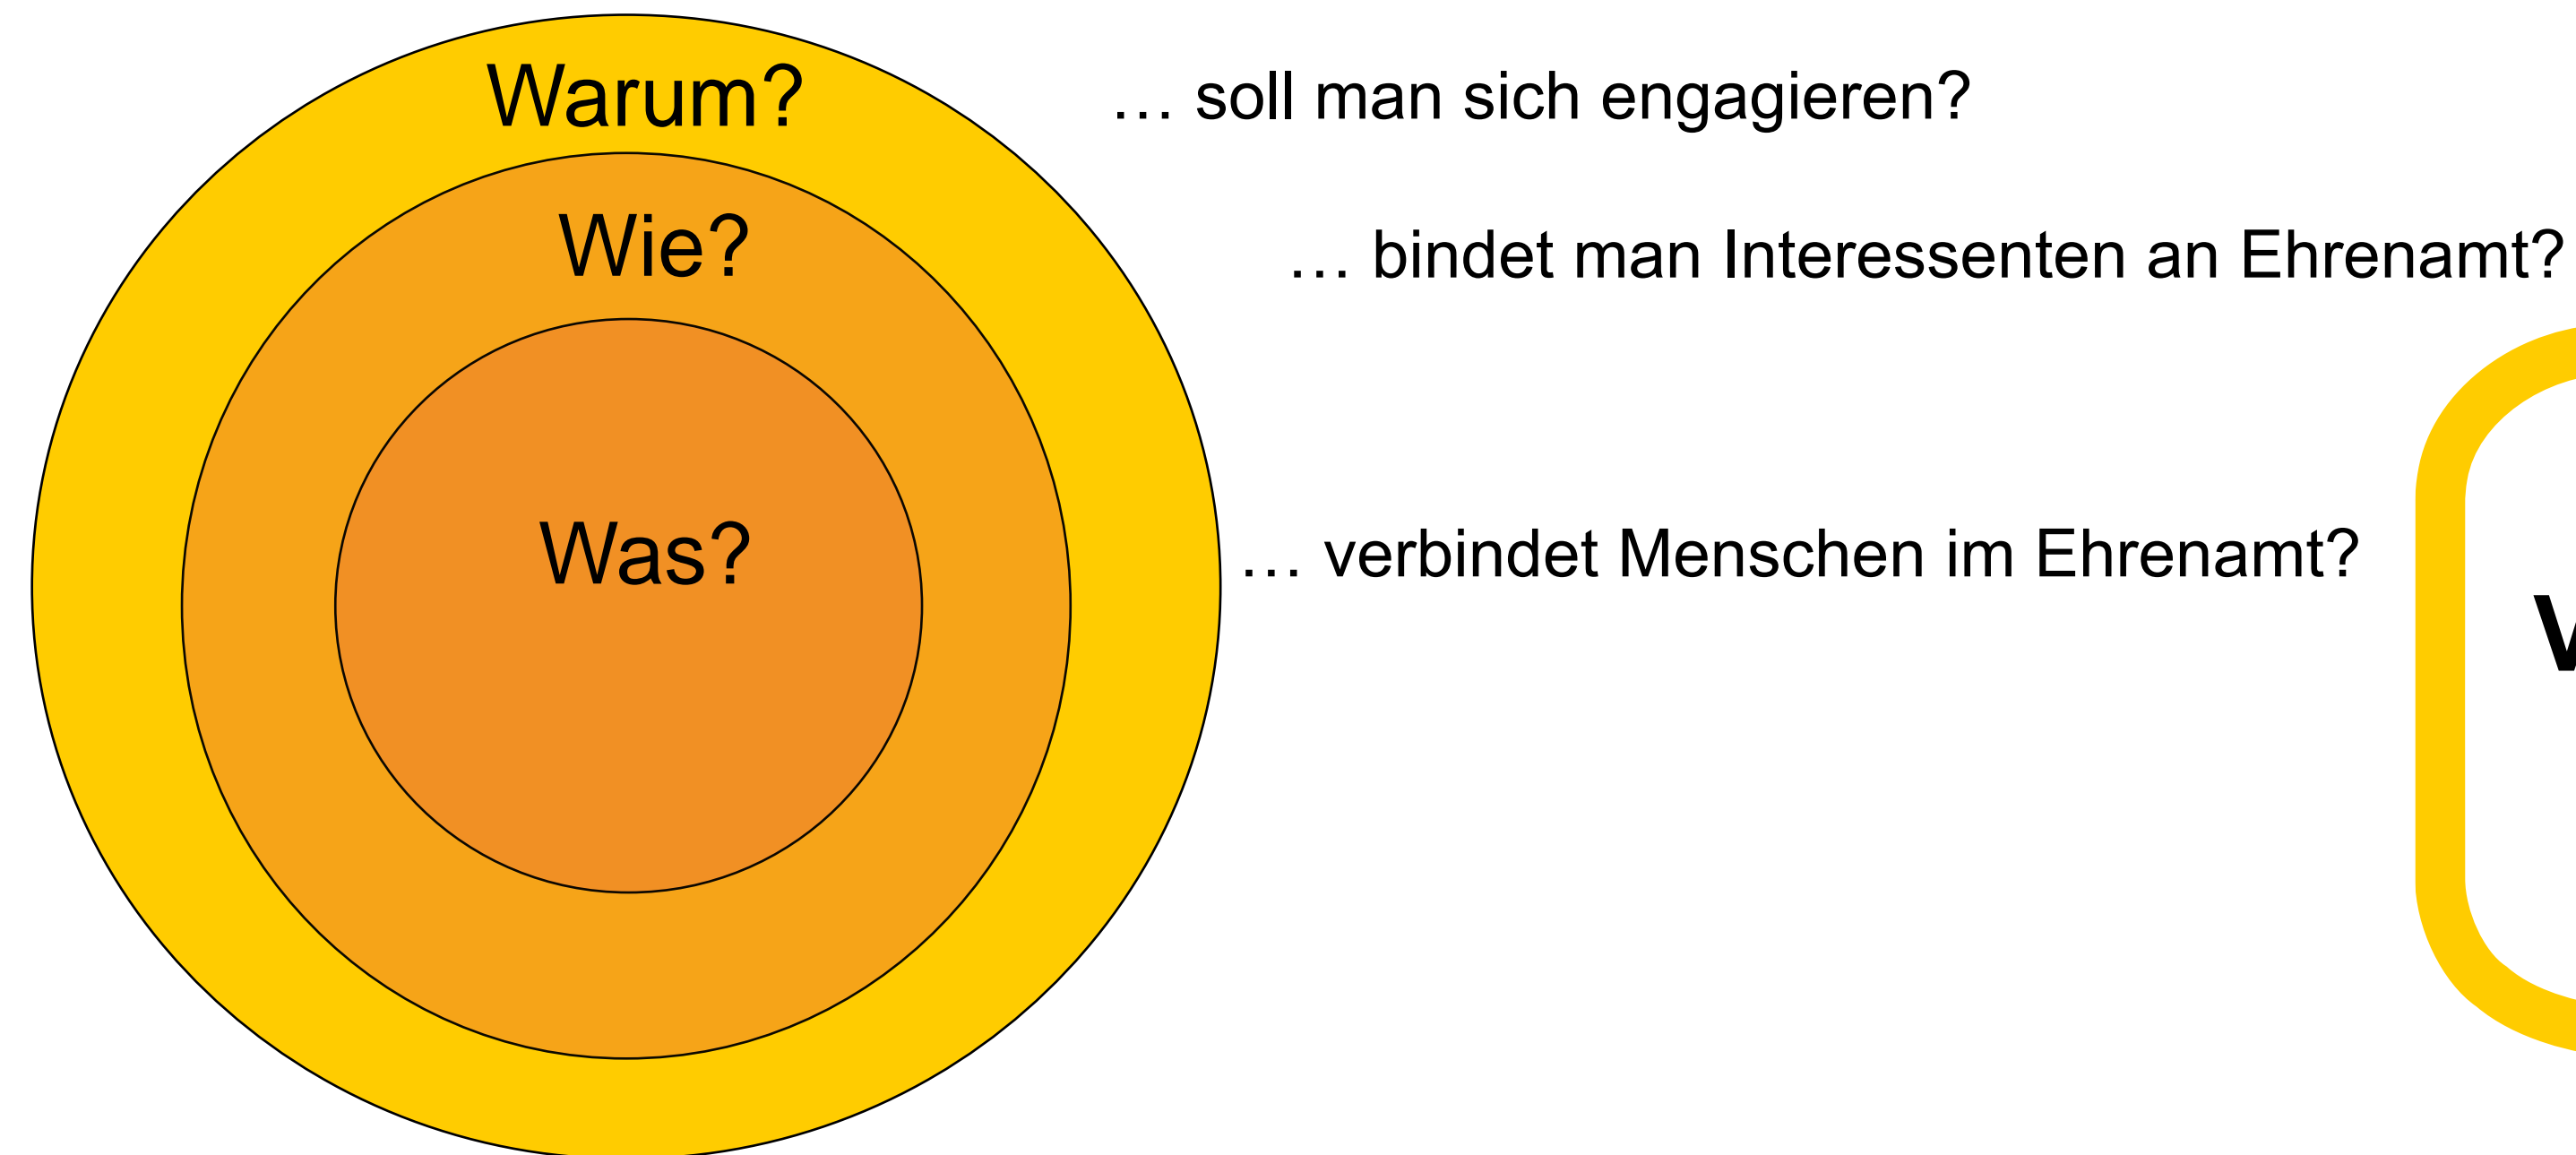 Warum?
… soll man sich engagieren?
Wie?
… bindet man Interessenten an Ehrenamt?
Was?
… verbindet Menschen im Ehrenamt?